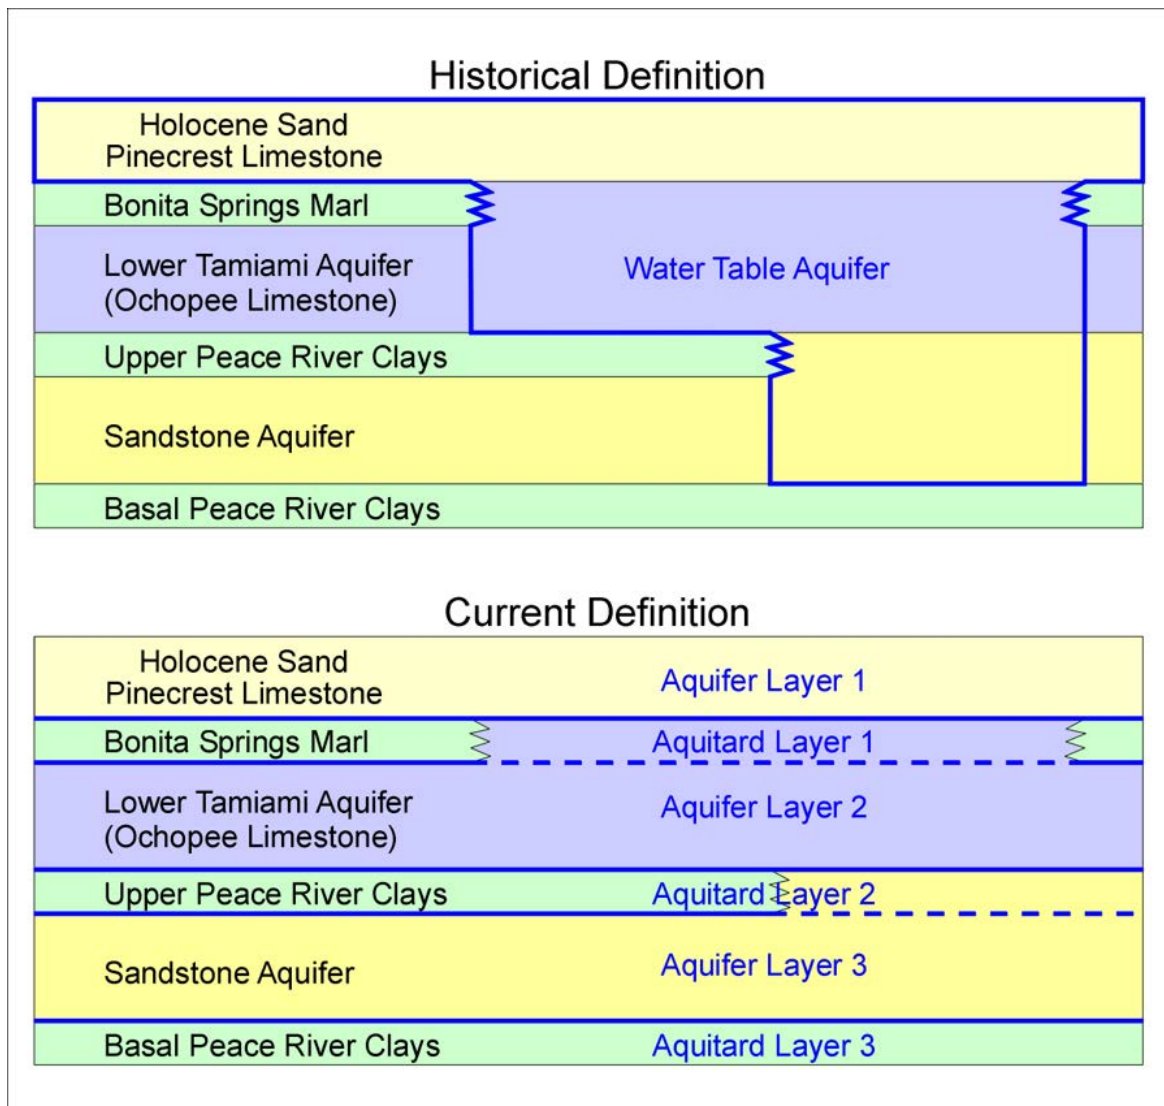 Historical Definition
Holocene Sand
Pinecrest Limestone
Bonita Springs Marl
Lower Tamiami Aquifer
(Ochopee Limestone)
Water Table Aquifer
Upper Peace River Clays
Sandstone Aquifer
Basal Peace River Clays
Current Definition
Holocene Sand
Pinecrest Limestone
Aquifer Layer 1
Bonita Springs Marl
Aquitard Layer 1
Lower Tamiami Aquifer
(Ochopee Limestone)
Aquifer Layer 2
Upper Peace River Clays
Aquitard Layer 2
Sandstone Aquifer
Aquifer Layer 3
Basal Peace River Clays
Aquitard Layer 3